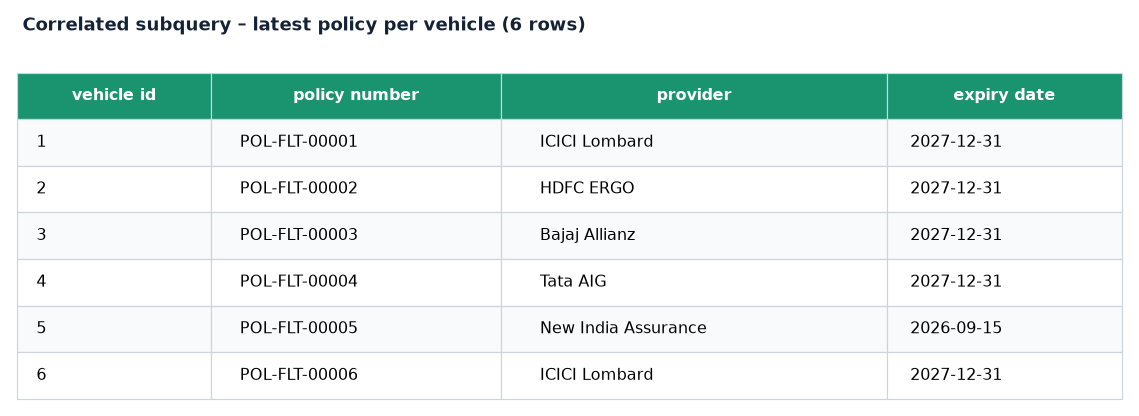 Correlated subquery – latest policy per vehicle (6 rows)
vehicle id policy number provider expiry date
1 POL-FLT-00001 ICICI Lombard 2027-12-31
2 POL-FLT-00002 HDFC ERGO 2027-12-31
3 POL-FLT-00003 Bajaj Allianz 2027-12-31
4 POL-FLT-00004 Tata AIG 2027-12-31
5 POL-FLT-00005 New India Assurance 2026-09-15
6 POL-FLT-00006 ICICI Lombard 2027-12-31